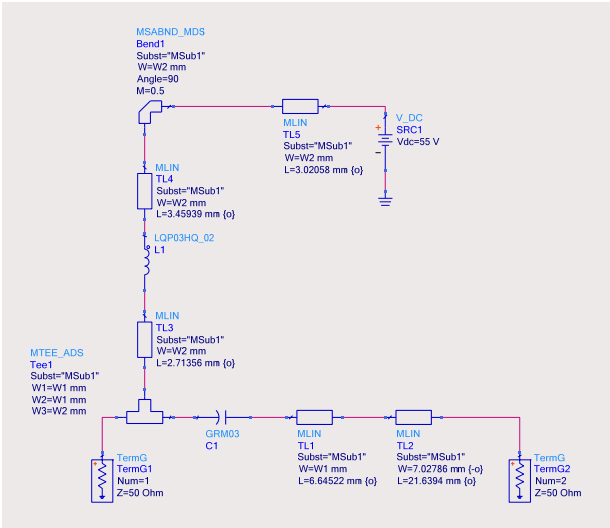 MSABND_MDS
Bend1
Subst="MSub1"
W=W2 mm
Angle=90
M=0.5
MLIN
TL5
Subst="MSub1"
W=W2 mm
L=3.02058 mm {o}
V_DC
SRC1
Vdc=55 V
MLIN
TL4
Subst="MSub1"
W=W2 mm
L=3.45939 mm {o}
LQP03HQ_02
L1
MLIN
TL3
Subst="MSub1"
W=W2 mm
L=2.71356 mm {o}
MTEE_ADS
Tee1
Subst="MSub1"
W1=W1 mm
W2=W1 mm
W3=W2 mm
GRM03
C1
MLIN
TL1
Subst="MSub1"
W=W1 mm
L=6.64522 mm {o}
MLIN
TL2
Subst="MSub1"
W=7.02786 mm {-o}
L=21.6394 mm {o}
TermG
TermG1
Num=1
Z=50 Ohm
TermG
TermG2
Num=2
Z=50 Ohm